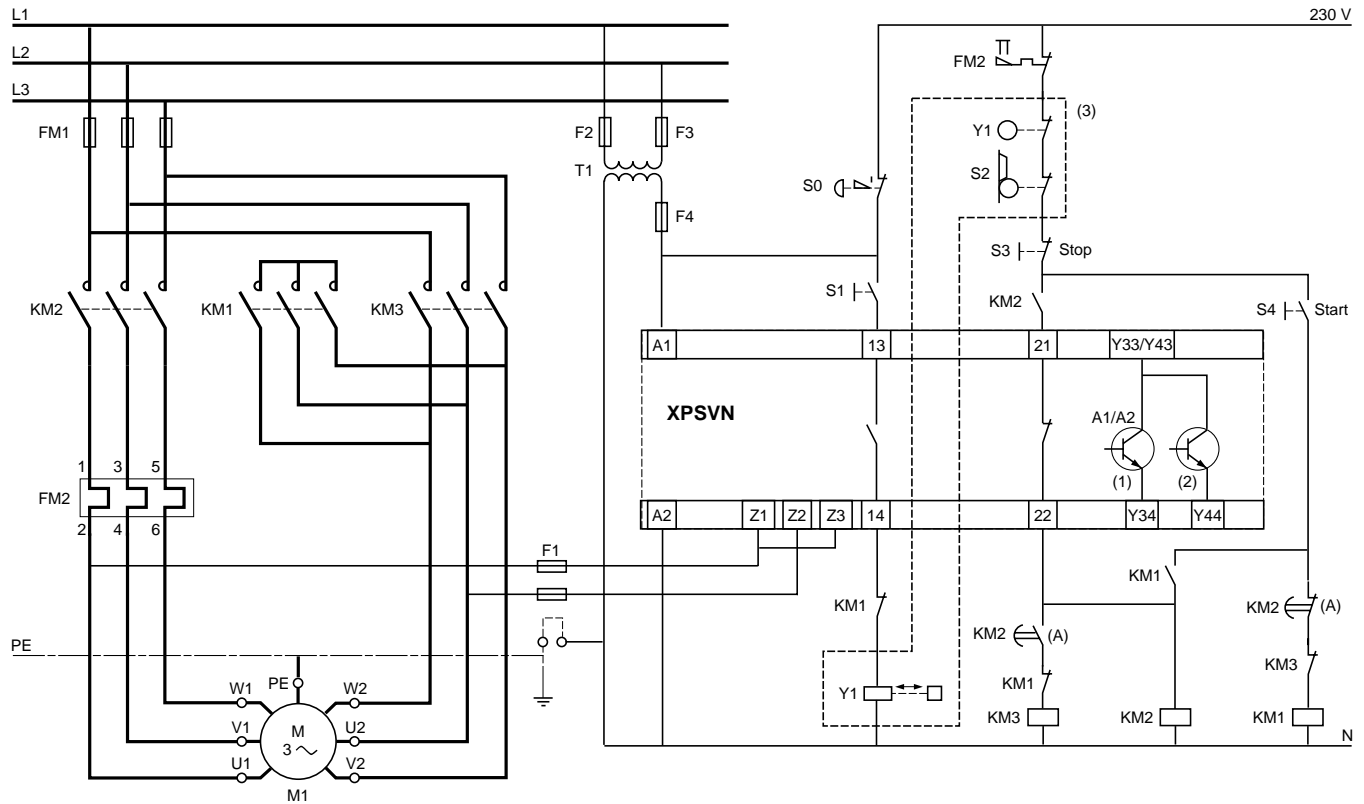 L1
230 V
L2
FM2
L3
(3)
FM1
F2
F3
Y1
T1
S0
S2
F4
S3
Stop
S1
KM2
KM1
KM3
KM2
S4
Start
A1
13
21
Y33/Y43
XPSVN
A1/A2
1
3
5
(1)
(2)
FM2
A2
Z1
Z2
Z3
14
22
Y34
Y44
2
4
6
F1
KM1
KM1
KM2
(A)
KM2
(A)
PE
PE
KM1
KM3
W1
W2
Y1
M
3
V1
U2
KM3
KM2
KM1
N
U1
V2
M1